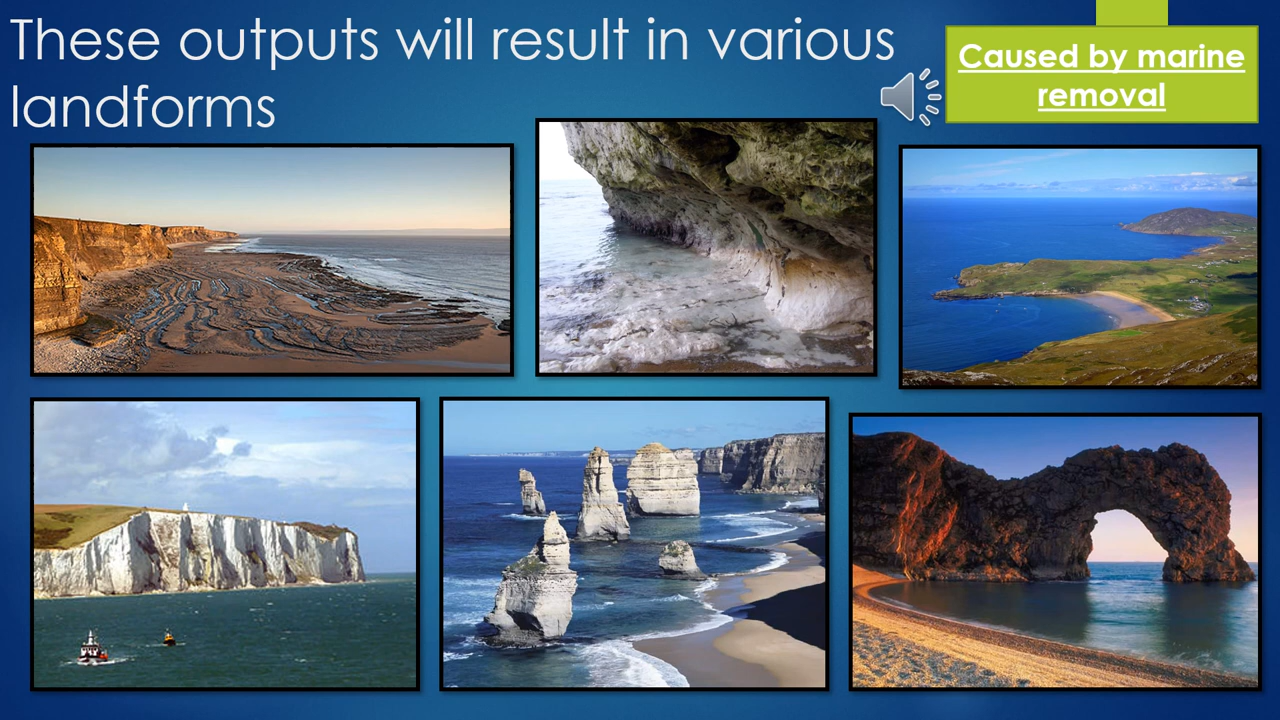 These outputs will result in various
landforms
Caused by marine
removal